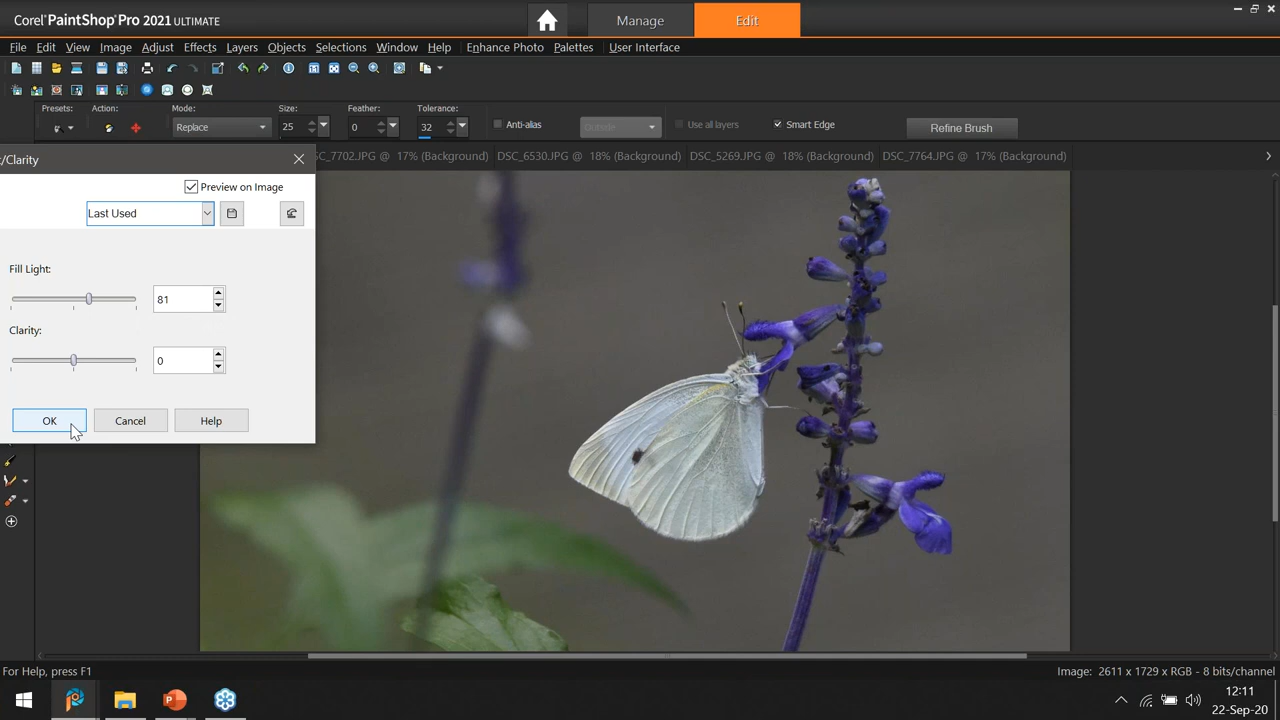 Corel® PaintShop® Pro 2021 ULTIMATE
Manage
Edit
File Edit View Image Adjust Effects Layers Objects Selections Window Help Enhance Photo Palettes User Interface
Presets: Action: Mode: Size: Feather: Tolerance:
Replace 25 0 32 Anti-alias Outside Use all layers Smart Edge Refine Brush
C_7702.JPG @ 17% (Background) DSC_6530.JPG @ 18% (Background) DSC_5269.JPG @ 18% (Background) DSC_7764.JPG @ 17% (Background)
/Clarity
Preview on Image
Last Used
Fill Light:
81
Clarity:
0
OK Cancel Help
For Help, press F1
Image: 2611 x 1729 x RGB - 8 bits/channel
12:11
22-Sep-20